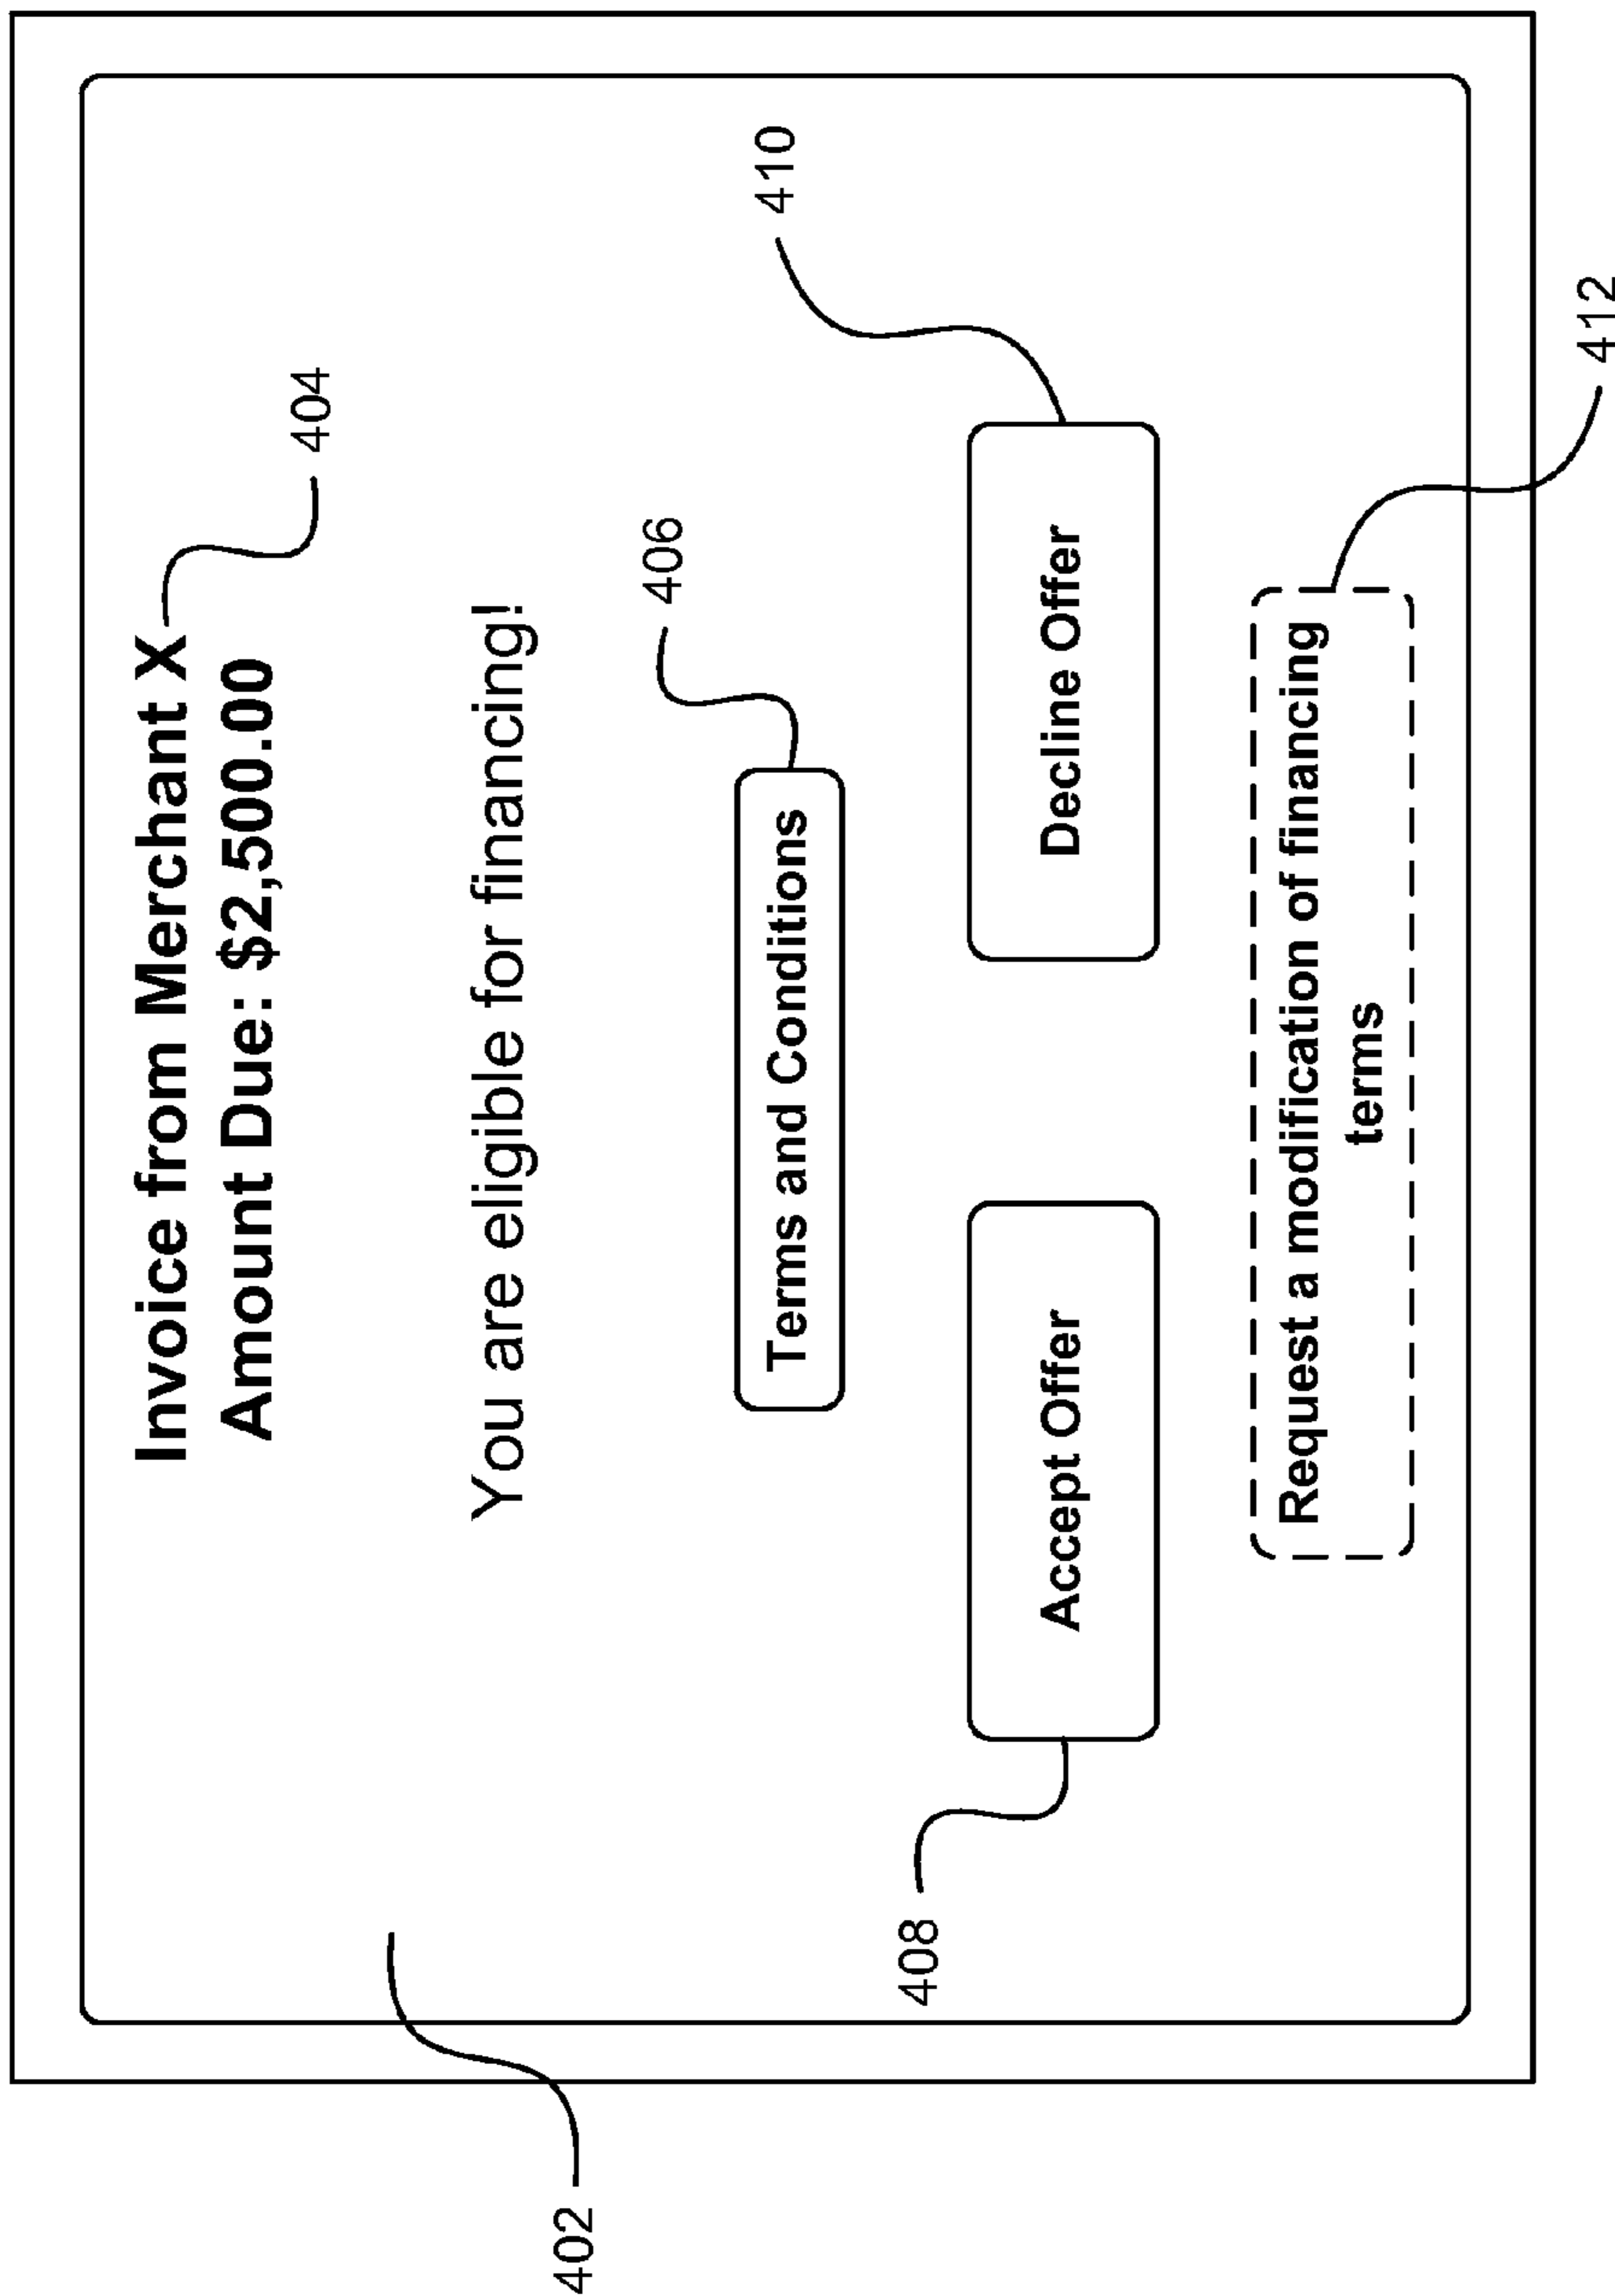 Invoice from Merchant X
404
Amount Due: $2,500.00
402
You are eligible for financing!
406
Terms and Conditions
410
408
Accept Offer
Decline Offer
Request a modification of financing
terms
412